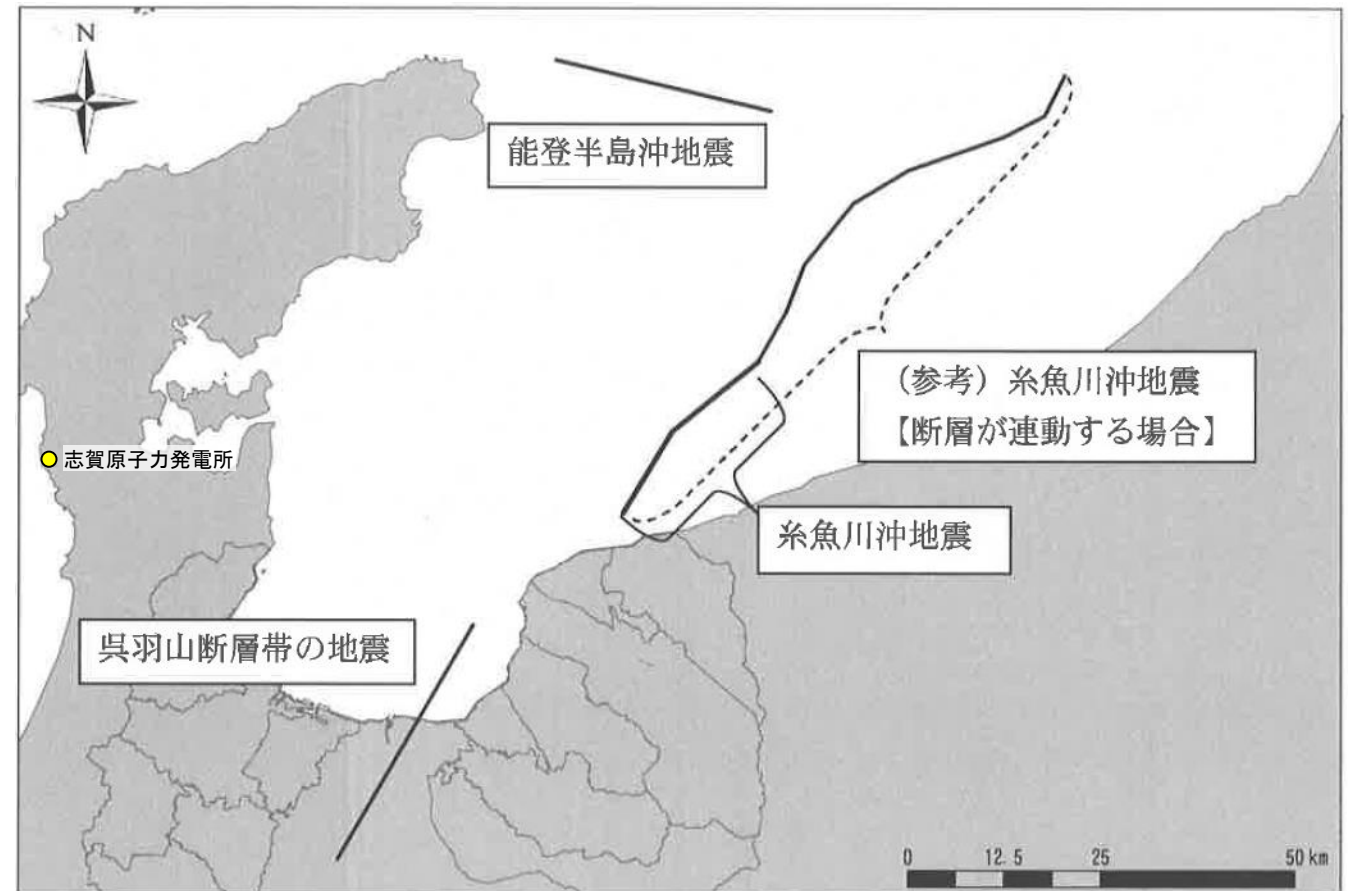 N
能登半島沖地震
(参考)糸魚川沖地震
【断層が連動する場合】
志賀原子力発電所
糸魚川沖地震
呉羽山断層帯の地震
0 12.5 25 50 km